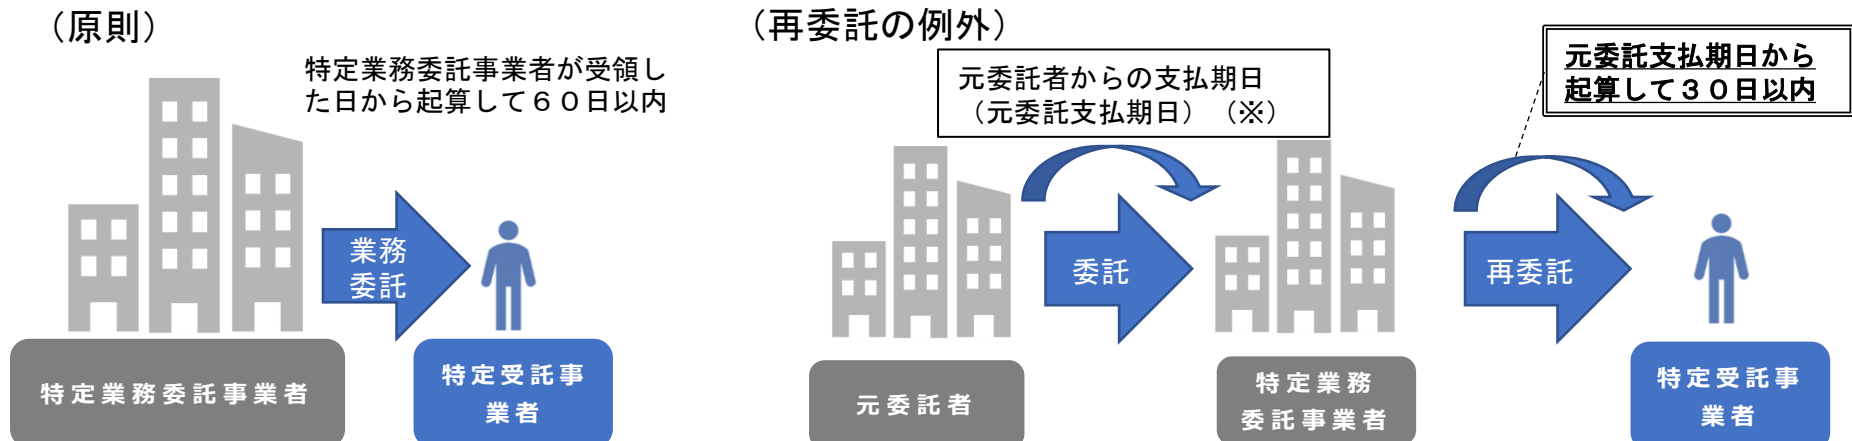 （原則）
特定業務委託事業者が受領し
た日から起算して６０日以内
業務
委託
特定業務委託事業者
特定受託事
業者
（再委託の例外）
元委託者からの支払期日
（元委託支払期日）（※）
元委託支払期日から
起算して３０日以内
委託
再委託
元委託者
特定業務
委託事業者
特定受託事
業者